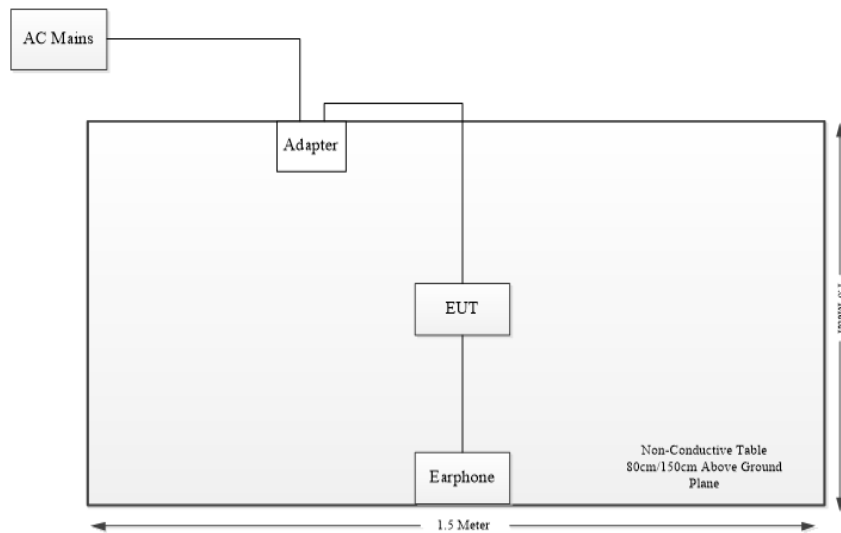 AC Mains
Adapter
EUT
Non-Conductive Table
80cm/150cm Above Ground
Plane
Earphone
1.5 Meter